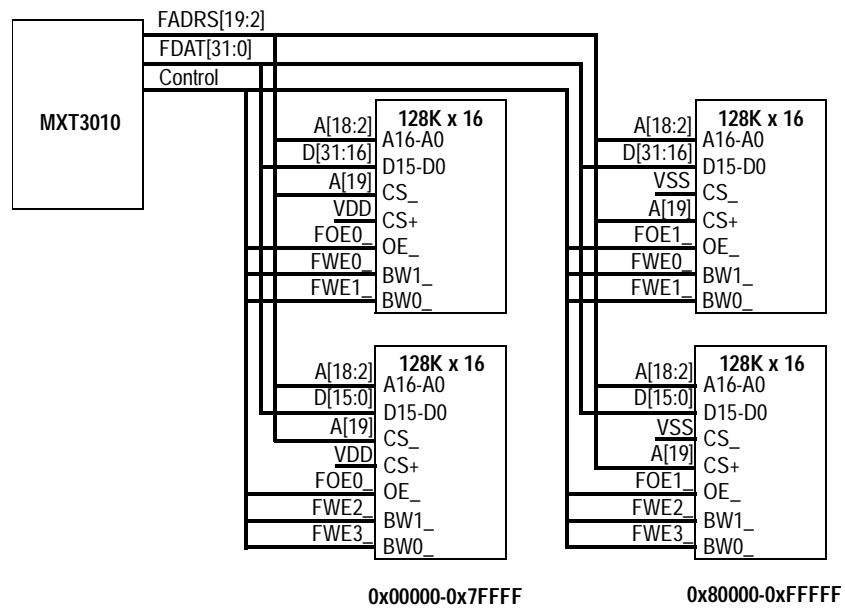 FADRS[19:2]
FDAT[31:0]
Control
MXT3010
128K x 16
A[18:2] A16-A0
D[31:16] D15-D0
A[19] CS_
VDD CS+
FOE0_ OE_
FWE0_ BW1_
FWE1_ BW0_
128K x 16
A[18:2] A16-A0
D[31:16] D15-D0
VSS CS_
A[19] CS+
FOE1_ OE_
FWE0_ BW1_
FWE1_ BW0_
128K x 16
A[18:2] A16-A0
D[15:0] D15-D0
A[19] CS_
VDD CS+
FOE0_ OE_
FWE2_ BW1_
FWE3_ BW0_
128K x 16
A[18:2] A16-A0
D[15:0] D15-D0
VSS CS_
A[19] CS+
FOE1_ OE_
FWE2_ BW1_
FWE3_ BW0_
0x00000-0x7FFFF
0x80000-0xFFFFF